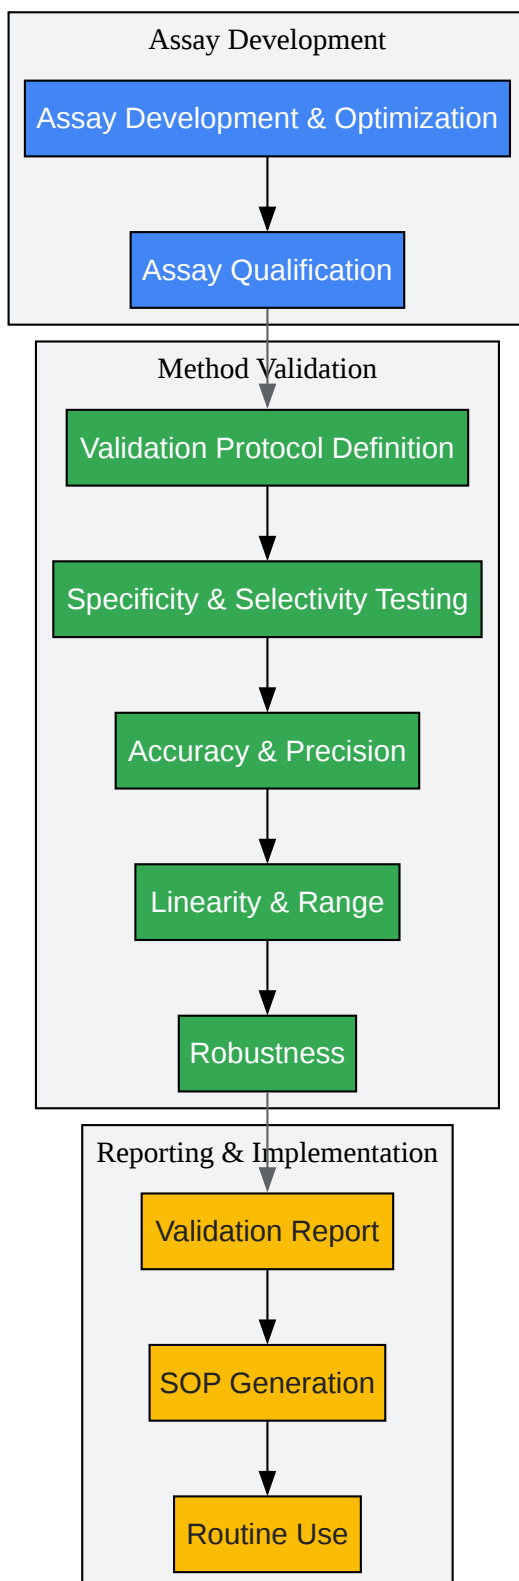 Assay Development
Assay Development & Optimization
Assay Qualification
Method Validation
Validation Protocol Definition
Specificity & Selectivity Testing
Accuracy & Precision
Linearity & Range
Robustness
Reporting & Implementation
Validation Report
SOP Generation
Routine Use